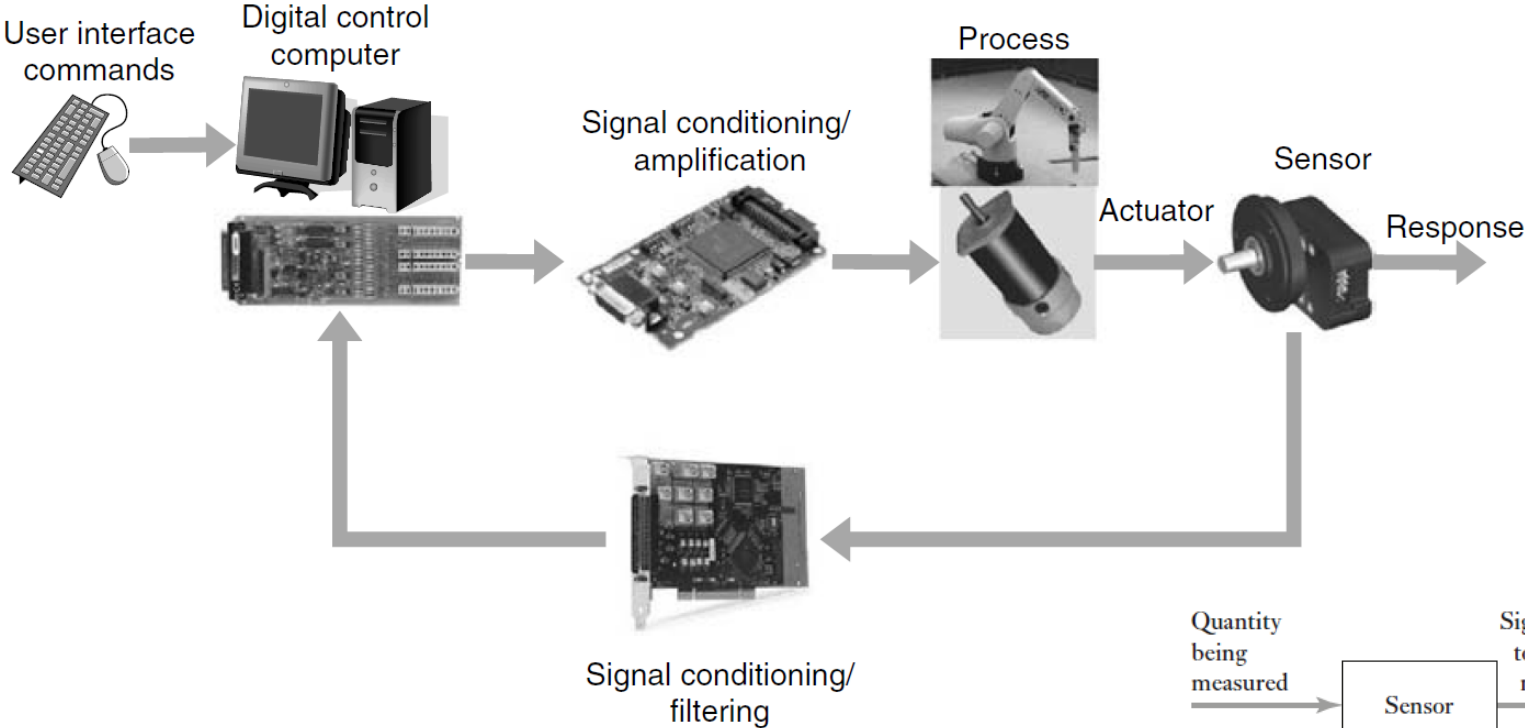 User interface
commands
Digital control
computer
Signal conditioning/
amplification
Process
Actuator
Sensor
Response
Signal conditioning/
filtering
Quantity
being
measured
Sensor